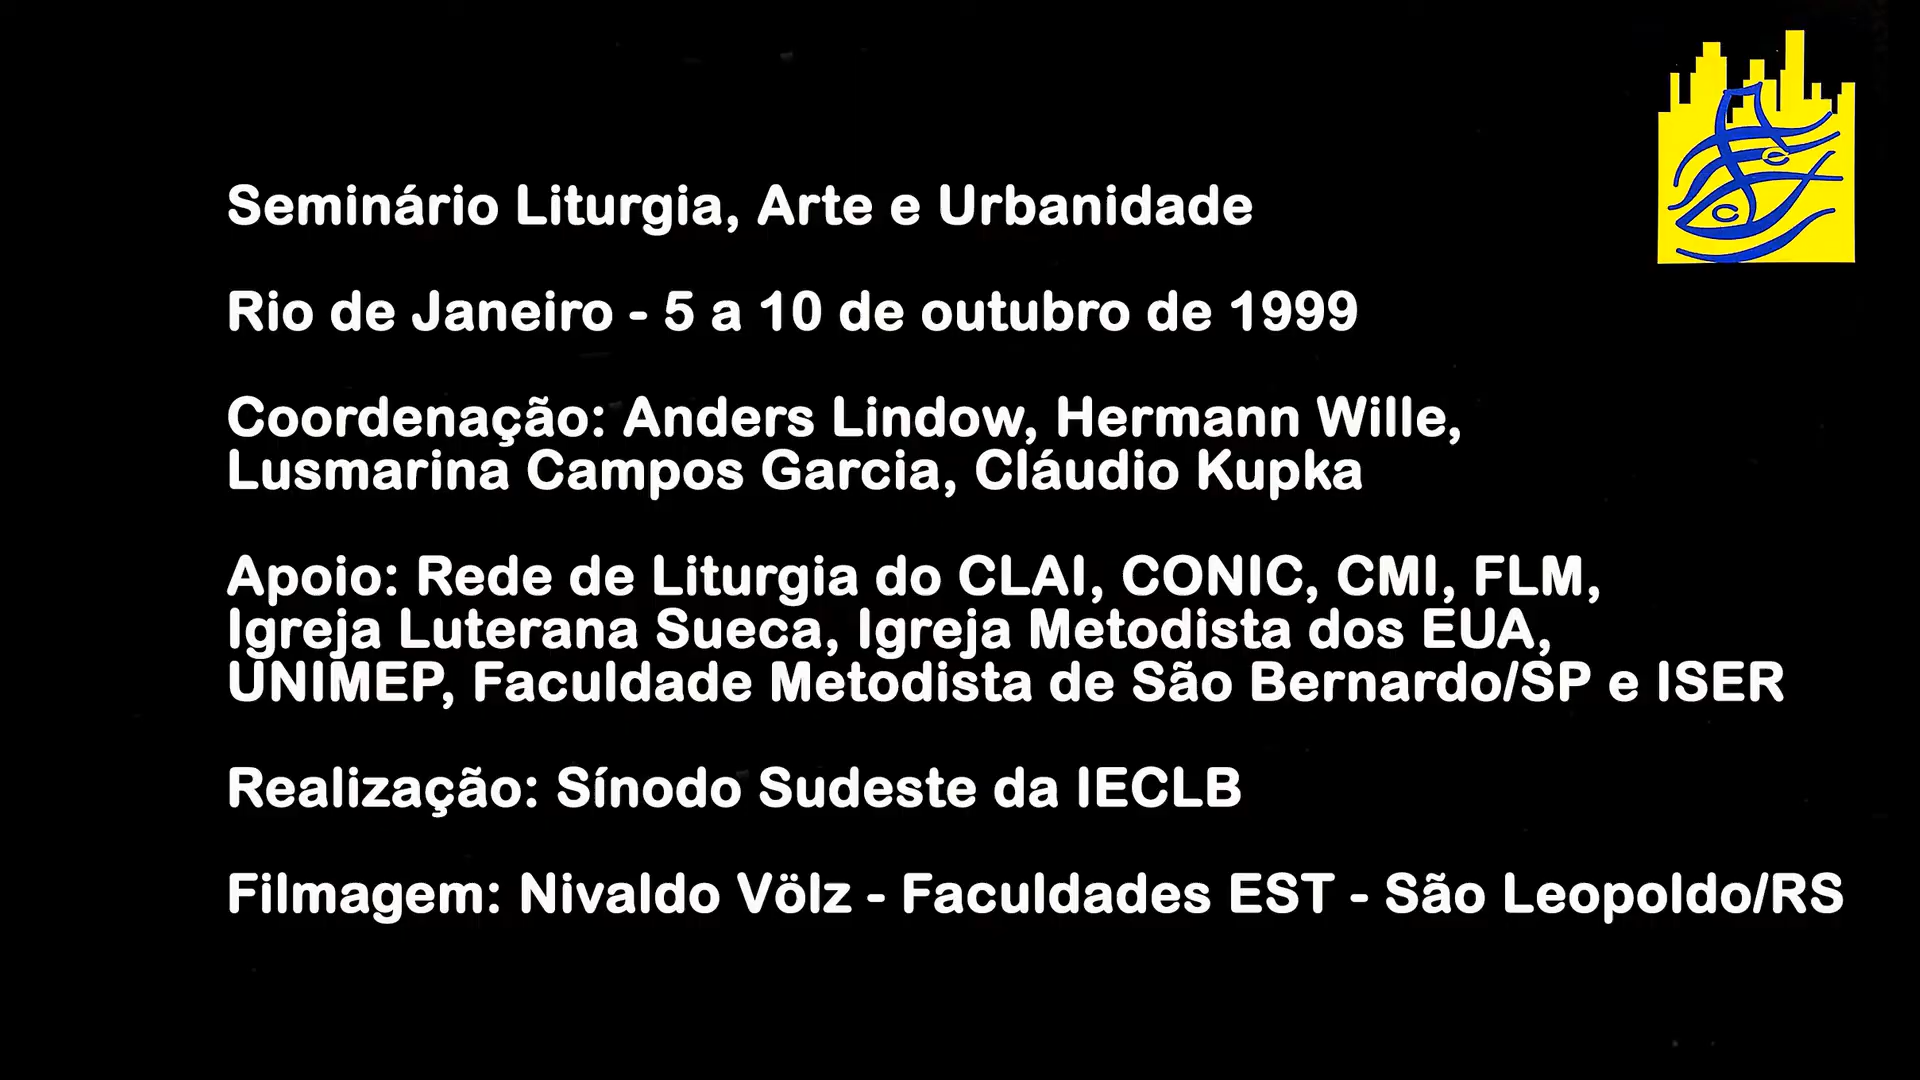 Seminário Liturgia, Arte e Urbanidade
Rio de Janeiro - 5 a 10 de outubro de 1999
Coordenação: Anders Lindow, Hermann Wille,
Lusmarina Campos Garcia, Cláudio Kupka
Apoio: Rede de Liturgia do CLAI, CONIC, CMI, FLM,
Igreja Luterana Sueca, Igreja Metodista dos EUA,
UNIMEP, Faculdade Metodista de São Bernardo/SP e ISER
Realização: Sínodo Sudeste da IECLB
Filmagem: Nivaldo Völz - Faculdades EST - São Leopoldo/RS